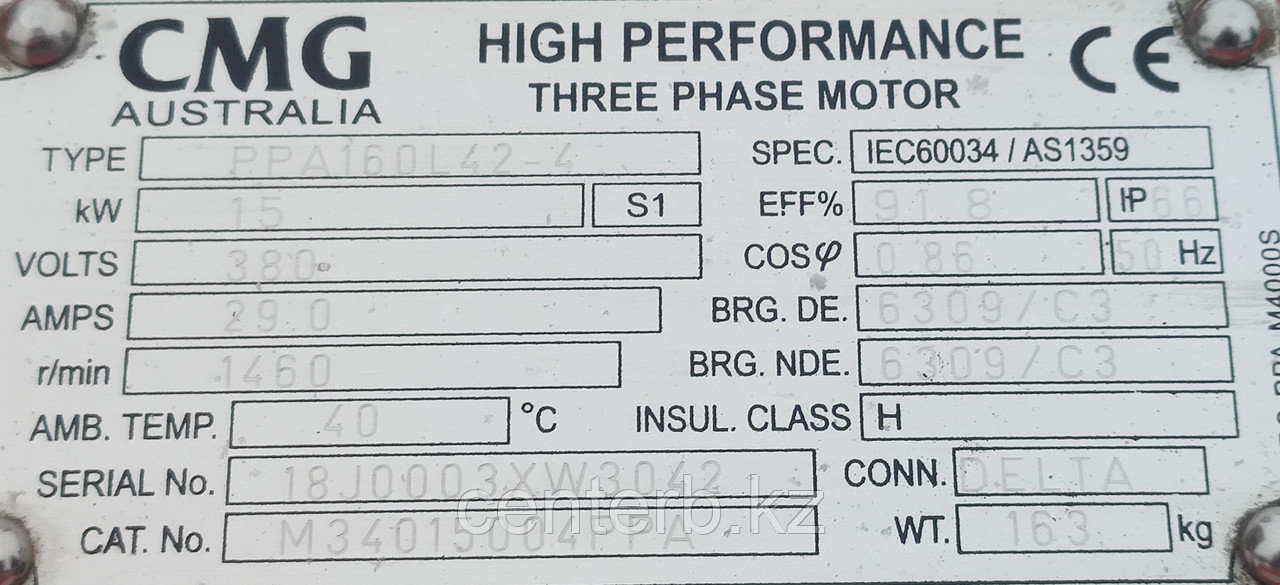 CMG
AUSTRALIA
HIGH PERFORMANCE
THREE PHASE MOTOR
CE
TYPE PPA160L42-4
SPEC. IEC60034 / AS1359
kW 15 S1
EFF% 91.8 IP 66
VOLTS 380
COSφ 0.86 50 Hz
AMPS 29.0
BRG. DE. 6309/C3
r/min 1460
BRG. NDE. 6309/C3
AMB. TEMP. 40 °C
INSUL. CLASS H
SERIAL No. 18J0003XW3042
CONN. DELTA
CAT. No. M34015004PPA
WT. 163 kg
centerb.kz
M4000S